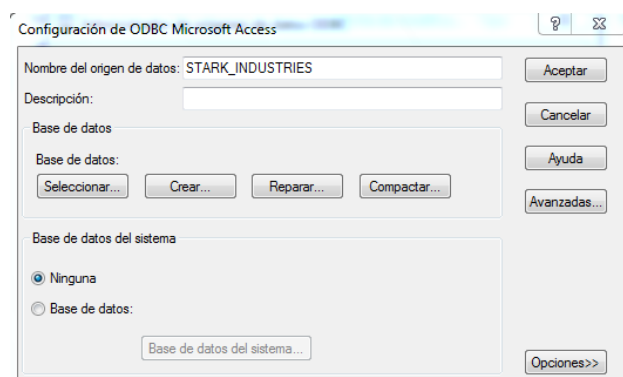 Configuración de ODBC Microsoft Access
Nombre del origen de datos: STARK_INDUSTRIES
Aceptar
Descripción:
Cancelar
Base de datos
Base de datos:
Ayuda
Seleccionar... Crear... Reparar... Compactar...
Avanzadas...
Base de datos del sistema
Ninguna
Base de datos:
Base de datos del sistema...
Opciones>>